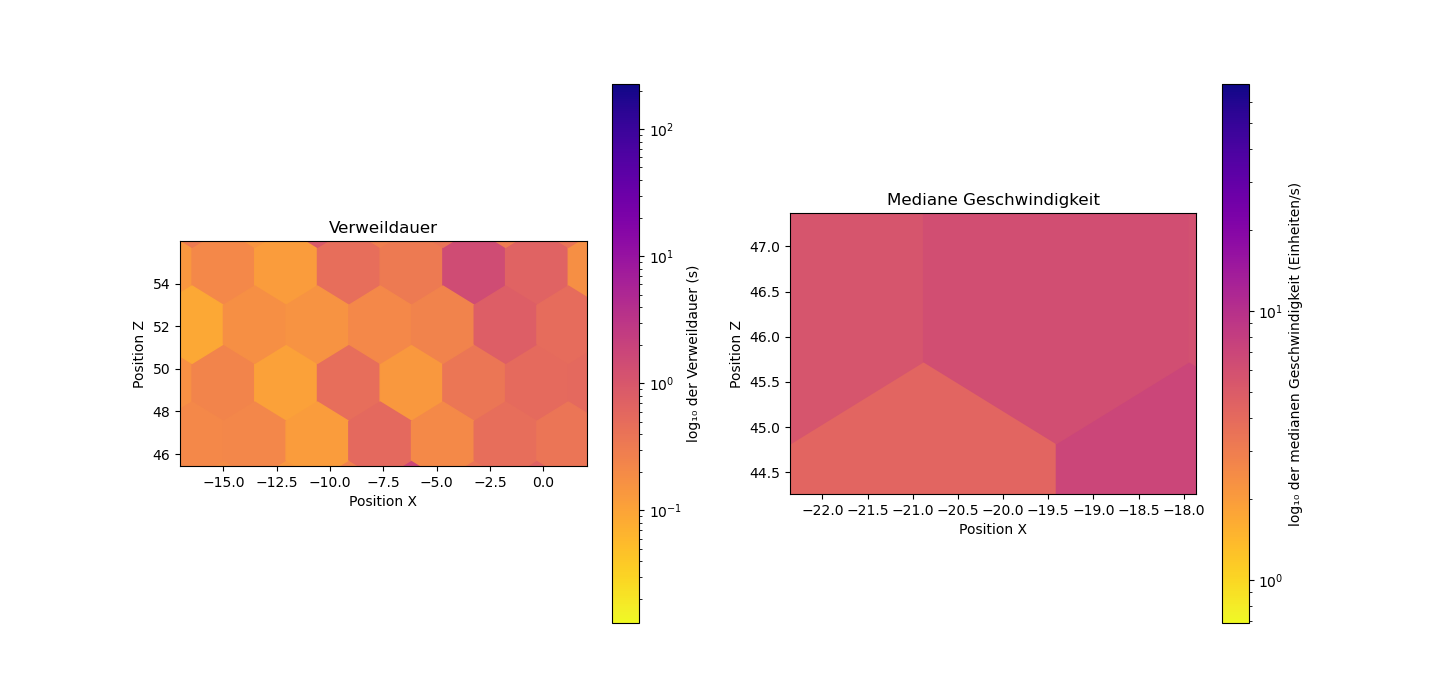 Verweildauer
54
52
50
48
46
Position Z
−15.0 −12.5 −10.0 −7.5 −5.0 −2.5 0.0
Position X
10²
10¹
10⁰
10⁻¹
log₁₀ der Verweildauer (s)
Mediane Geschwindigkeit
47.0
46.5
46.0
45.5
45.0
44.5
Position Z
−22.0 −21.5 −21.0 −20.5 −20.0 −19.5 −19.0 −18.5 −18.0
Position X
10¹
10⁰
log₁₀ der medianen Geschwindigkeit (Einheiten/s)